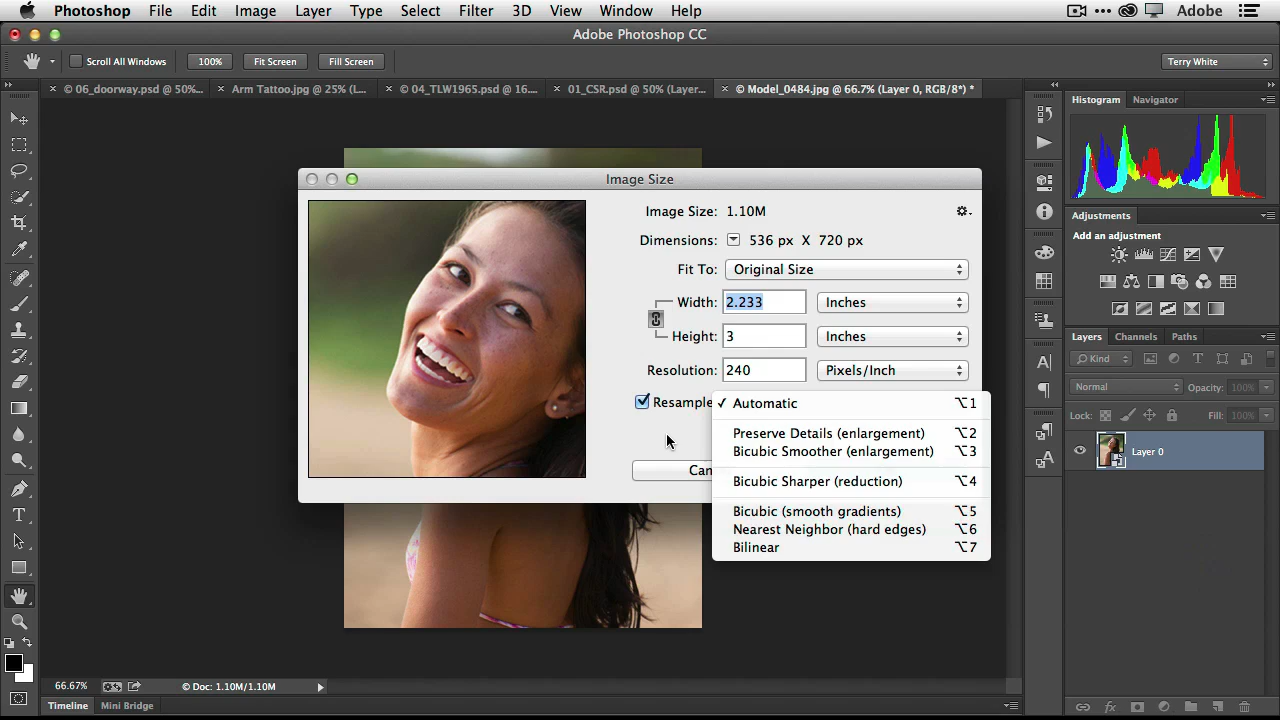 Photoshop File Edit Image Layer Type Select Filter 3D View Window Help Adobe
Adobe Photoshop CC
Scroll All Windows 100% Fit Screen Fill Screen Terry White
© 06_doorway.psd @ 50%... Arm Tattoo.jpg @ 25% (L... © 04_TLW1965.psd @ 16.... 01_CSR.psd @ 50% (Layer... © Model_0484.jpg @ 66.7% (Layer 0, RGB/8*) *
Histogram Navigator
Image Size
Image Size: 1.10M
Dimensions: 536 px X 720 px
Fit To: Original Size
Width: 2.233 Inches
Height: 3 Inches
Resolution: 240 Pixels/Inch
Resample
Can
✓ Automatic ⌥1
Preserve Details (enlargement) ⌥2
Bicubic Smoother (enlargement) ⌥3
Bicubic Sharper (reduction) ⌥4
Bicubic (smooth gradients) ⌥5
Nearest Neighbor (hard edges) ⌥6
Bilinear ⌥7
Adjustments
Add an adjustment
Layers Channels Paths
Kind
Normal Opacity: 100%
Lock: Fill: 100%
Layer 0
66.67% © Doc: 1.10M/1.10M
Timeline Mini Bridge